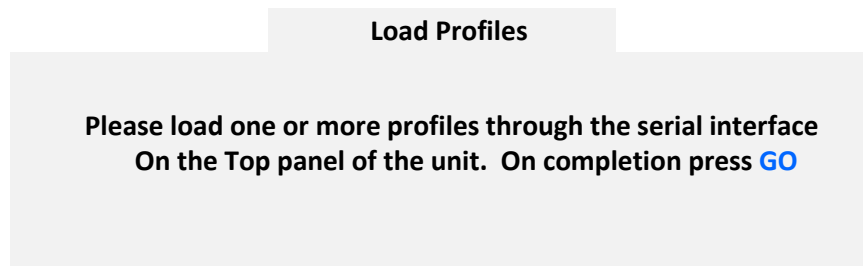 Load Profiles
Please load one or more profiles through the serial interface
On the Top panel of the unit.  On completion press GO